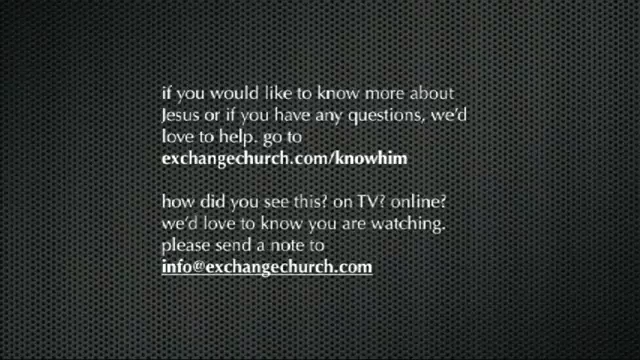 if you would like to know more about
Jesus or if you have any questions, we'd
love to help. go to
exchangechurch.com/knowhim
how did you see this? on TV? online?
we'd love to know you are watching.
please send a note to
info@exchangechurch.com